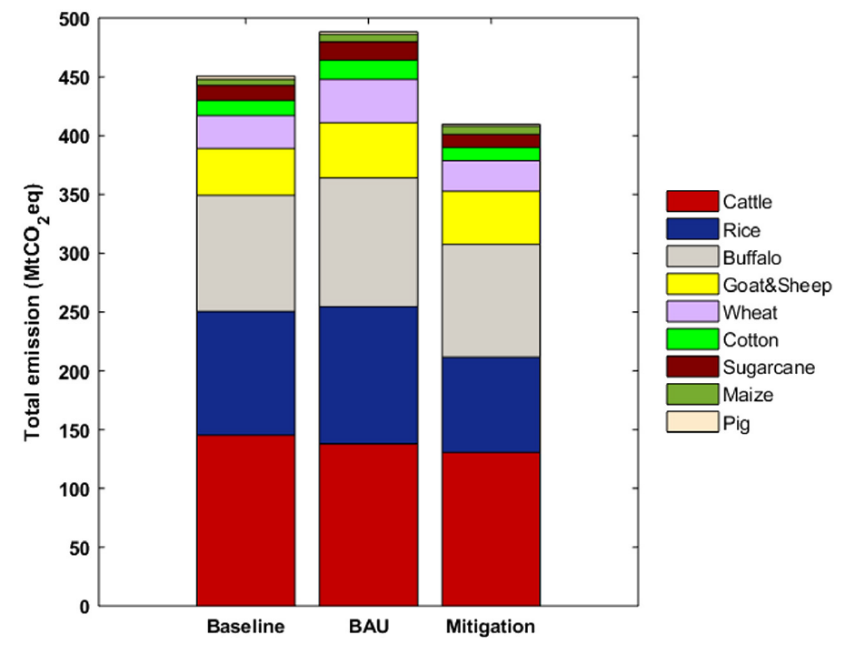 500
450
400
350
300
250
200
150
100
50
0
Total emission (MtCO2eq)
Baseline
BAU
Mitigation
Cattle
Rice
Buffalo
Goat&Sheep
Wheat
Cotton
Sugarcane
Maize
Pig